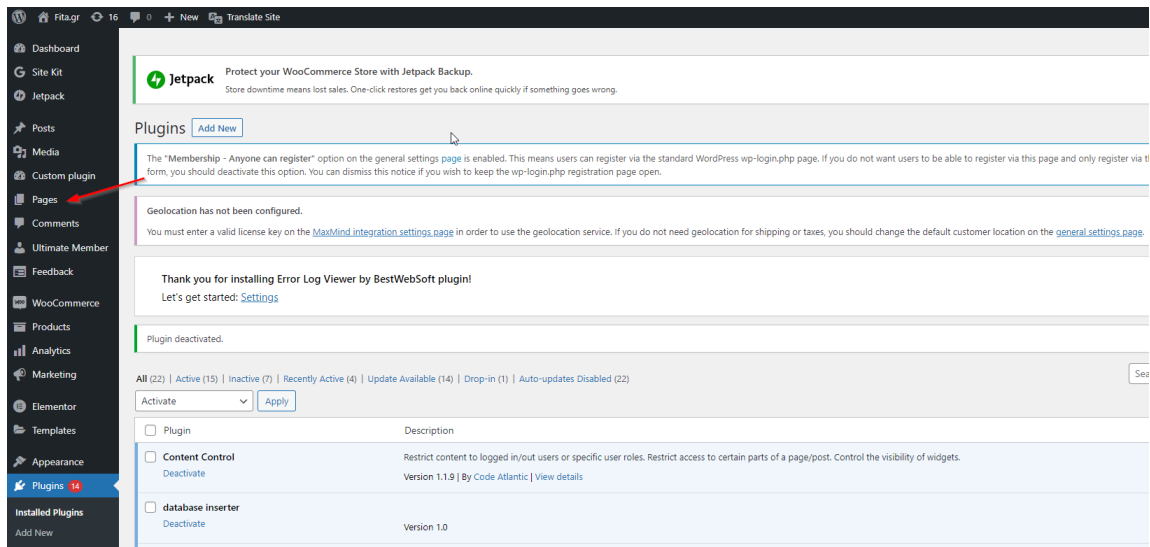 Fita.gr 16 0 + New Translate Site
Dashboard
Site Kit
Jetpack
Posts
Media
Custom plugin
Pages
Comments
Ultimate Member
Feedback
WooCommerce
Products
Analytics
Marketing
Elementor
Templates
Appearance
Plugins 14
Installed Plugins
Add New
Jetpack
Protect your WooCommerce Store with Jetpack Backup.
Store downtime means lost sales. One-click restores get you back online quickly if something goes wrong.
Plugins Add New
The "Membership - Anyone can register" option on the general settings page is enabled. This means users can register via the standard WordPress wp-login.php page. If you do not want users to be able to register via this page and only register via th
form, you should deactivate this option. You can dismiss this notice if you wish to keep the wp-login.php registration page open.
Geolocation has not been configured.
You must enter a valid license key on the MaxMind integration settings page in order to use the geolocation service. If you do not need geolocation for shipping or taxes, you should change the default customer location on the general settings page.
Thank you for installing Error Log Viewer by BestWebSoft plugin!
Let's get started: Settings
Plugin deactivated.
All (22) | Active (15) | Inactive (7) | Recently Active (4) | Update Available (14) | Drop-in (1) | Auto-updates Disabled (22)
Sea
Activate Apply
Plugin Description
Content Control Restrict content to logged in/out users or specific user roles. Restrict access to certain parts of a page/post. Control the visibility of widgets.
Deactivate Version 1.1.9 | By Code Atlantic | View details
database inserter
Deactivate Version 1.0